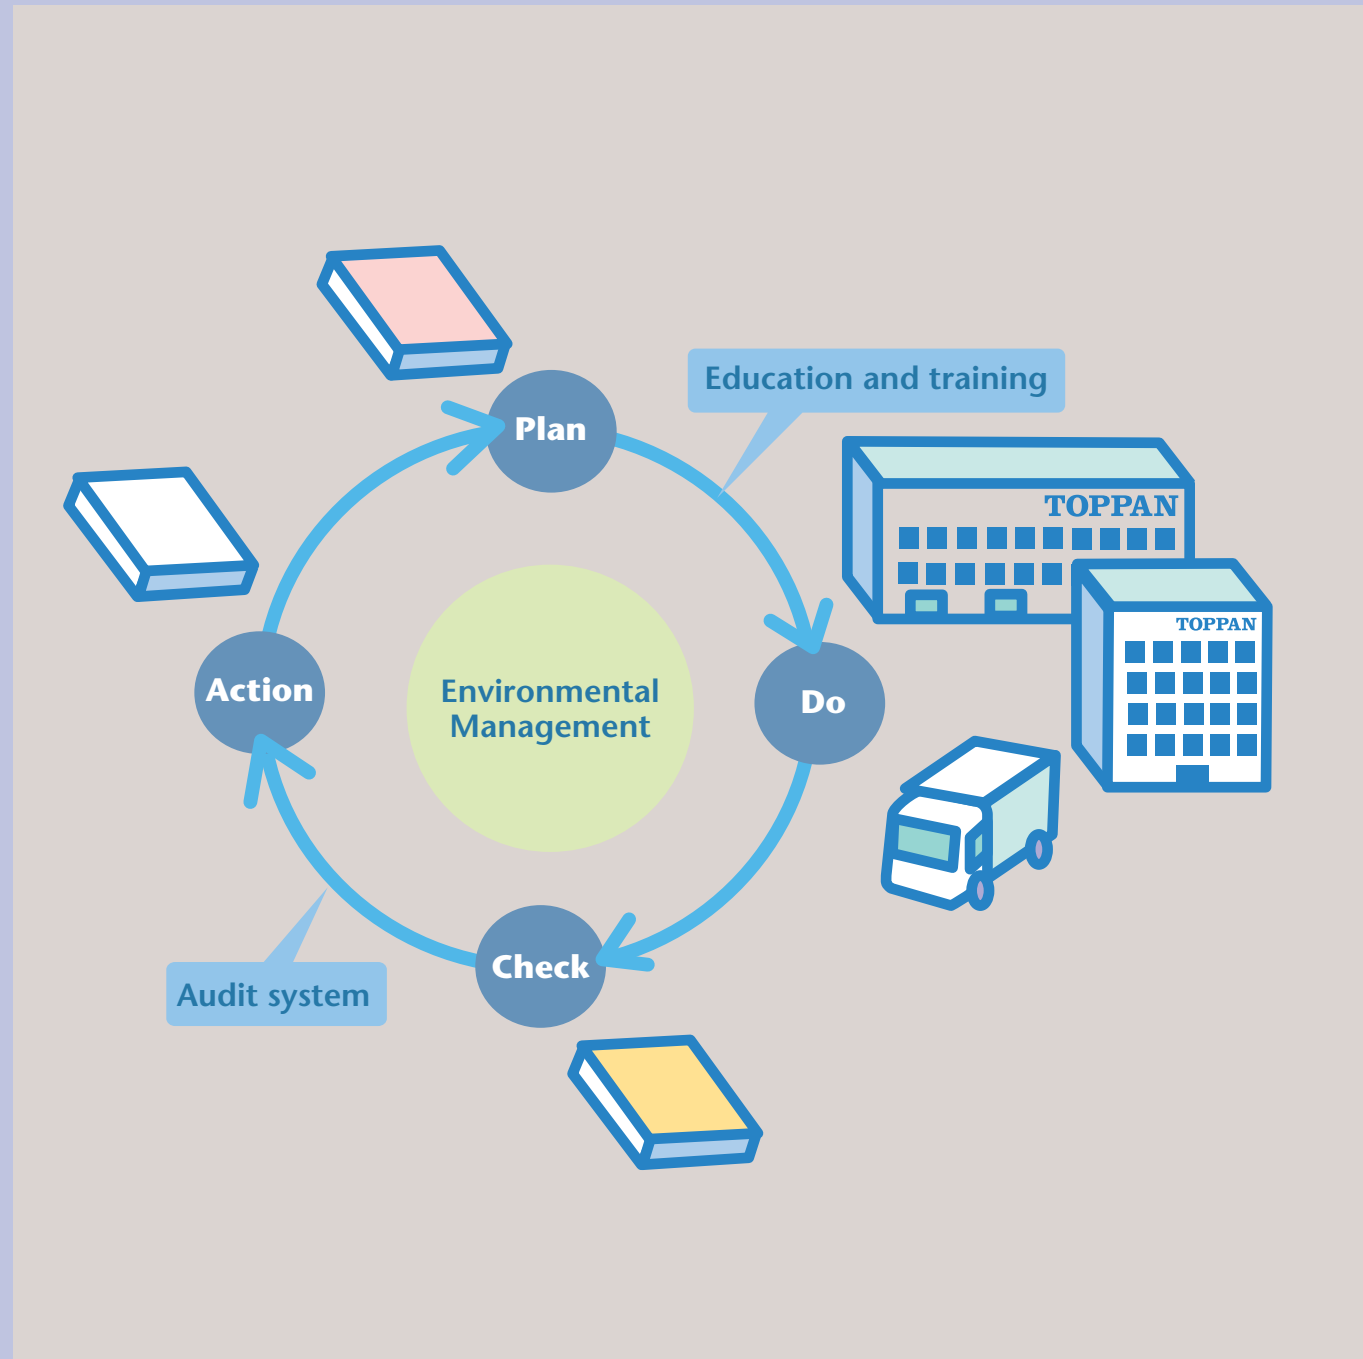 Plan
Education and training
TOPPAN
TOPPAN
Action
Environmental
Management
Do
Check
Audit system